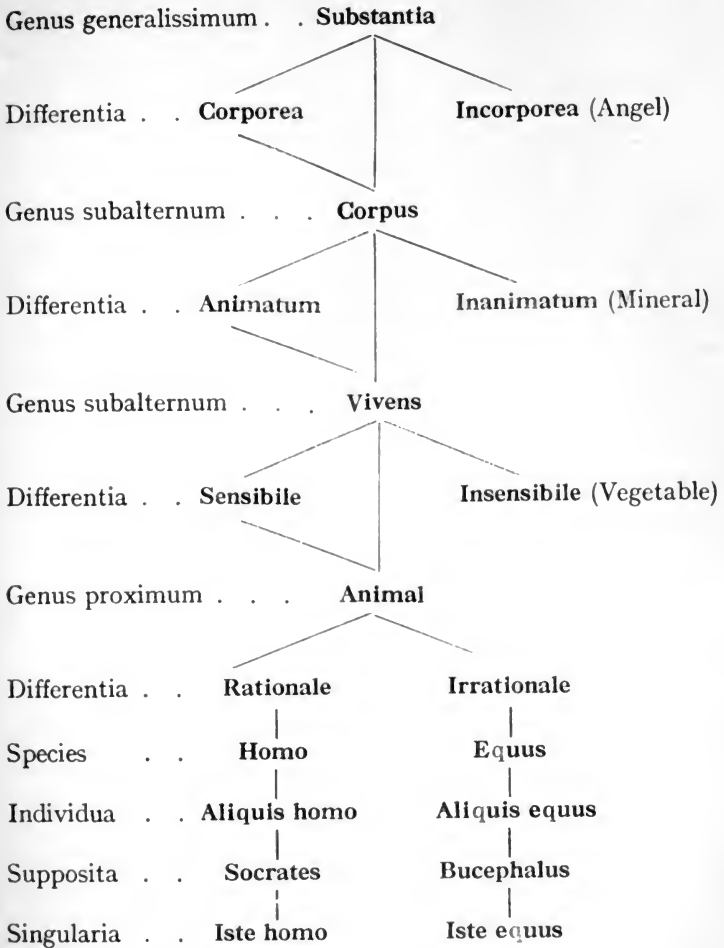 Genus generalissimum . . Substantia
Differentia . . Corporea Incorporea (Angel)
Genus subalternum . . . Corpus
Differentia . . Animatum Inanimatum (Mineral)
Genus subalternum . . . Vivens
Differentia . . Sensibile Insensibile (Vegetable)
Genus proximum . . . Animal
Differentia . . Rationale Irrationale
Species . . Homo Equus
Individua . . Aliquis homo Aliquis equus
Supposita . . Socrates Bucephalus
Singularia . . Iste homo Iste equus